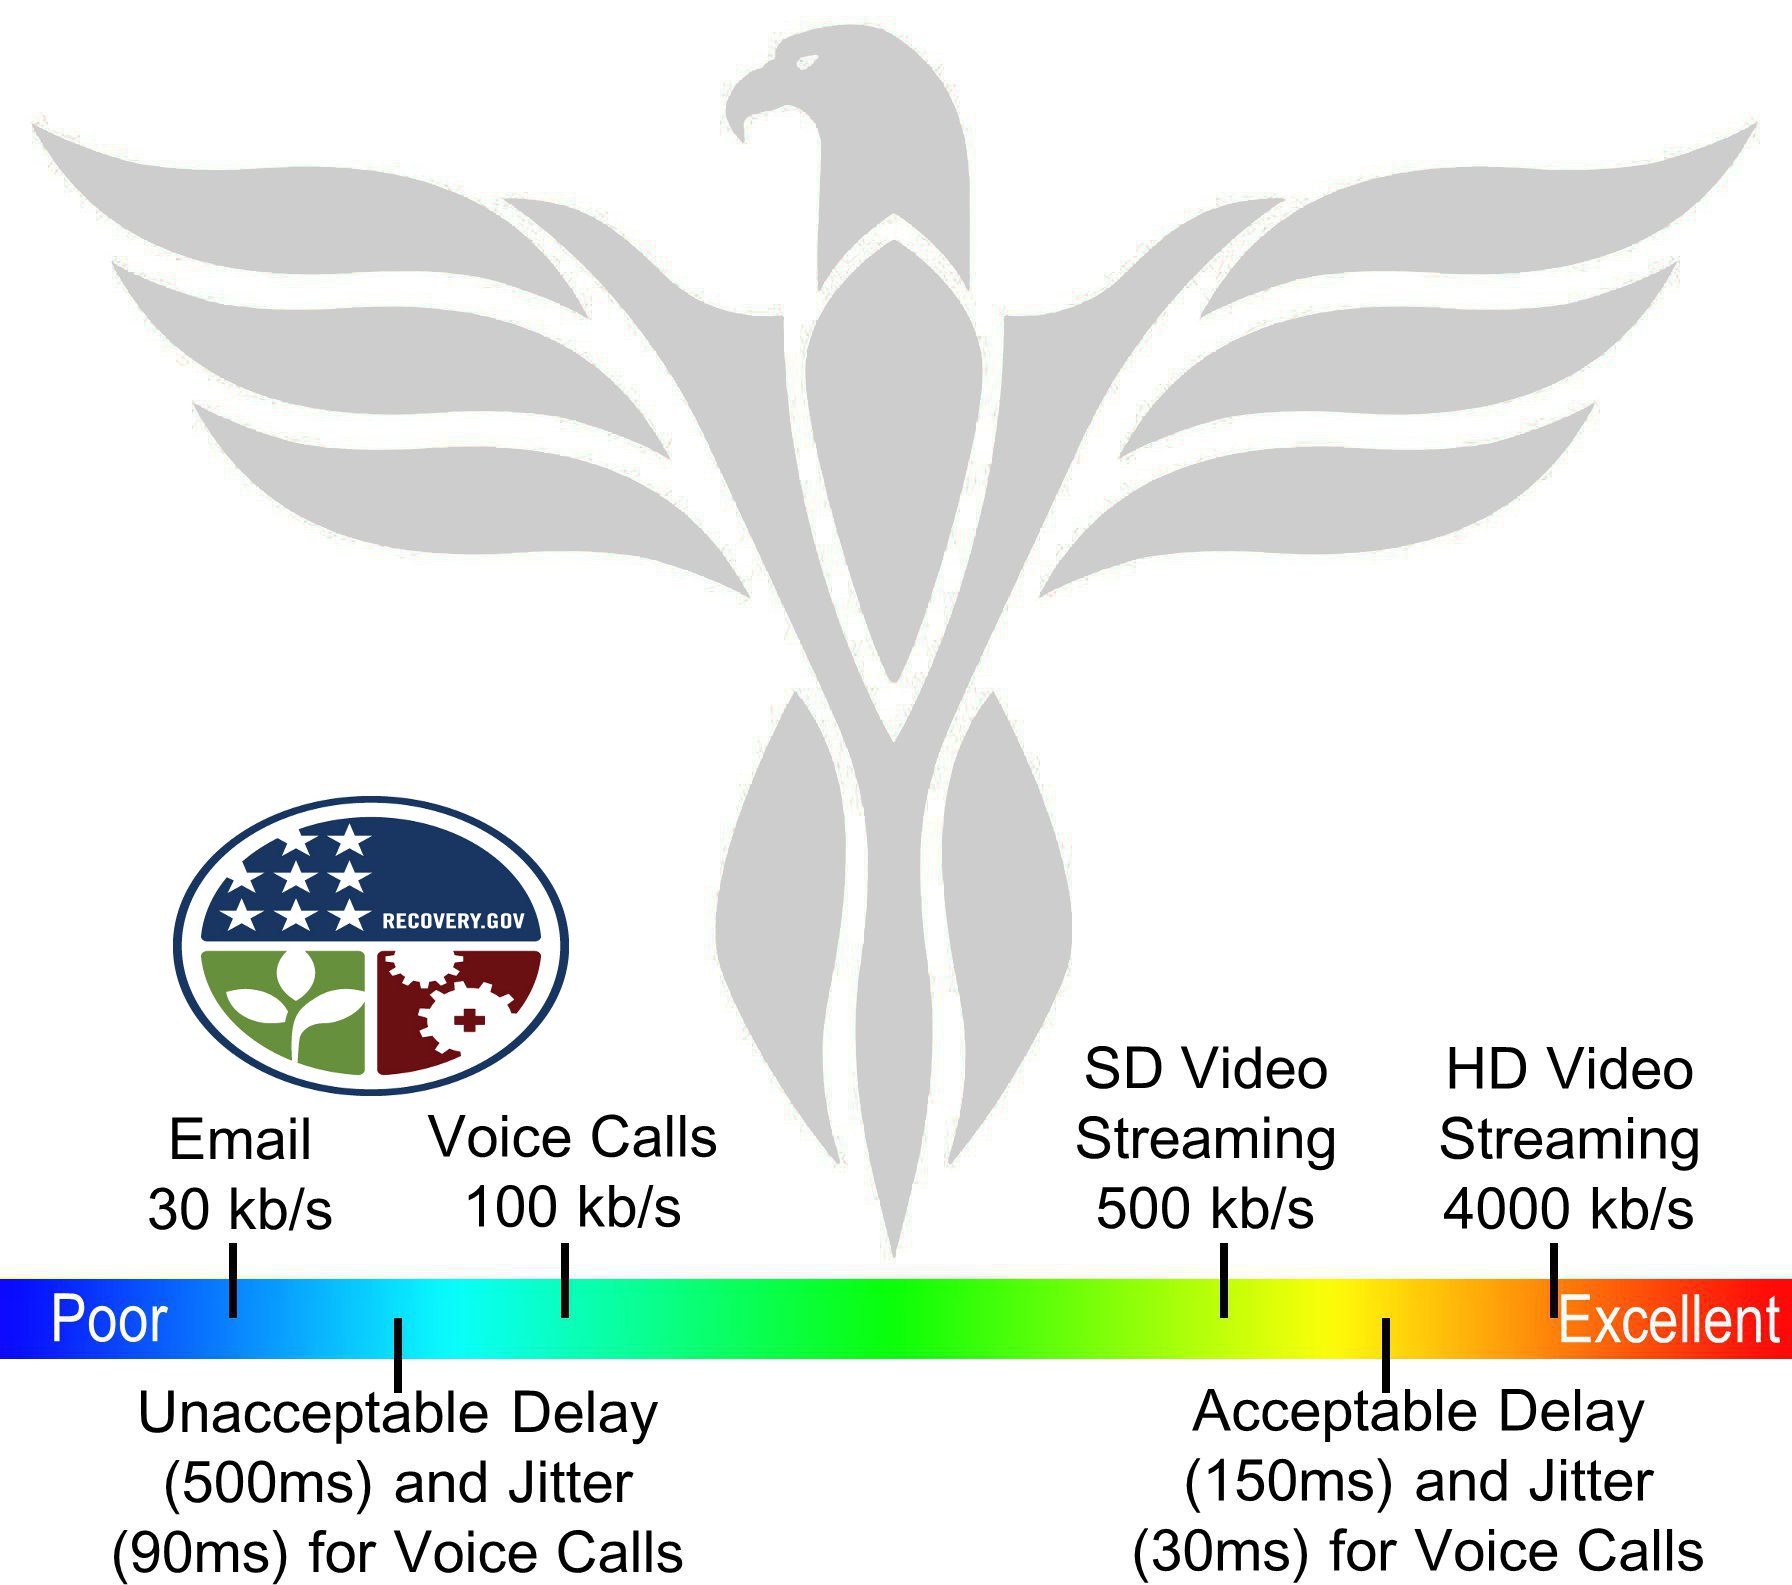 RECOVERY.GOV
Email
30 kb/s
Voice Calls
100 kb/s
SD Video
Streaming
500 kb/s
HD Video
Streaming
4000 kb/s
Poor
Excellent
Unacceptable Delay
(500ms) and Jitter
(90ms) for Voice Calls
Acceptable Delay
(150ms) and Jitter
(30ms) for Voice Calls